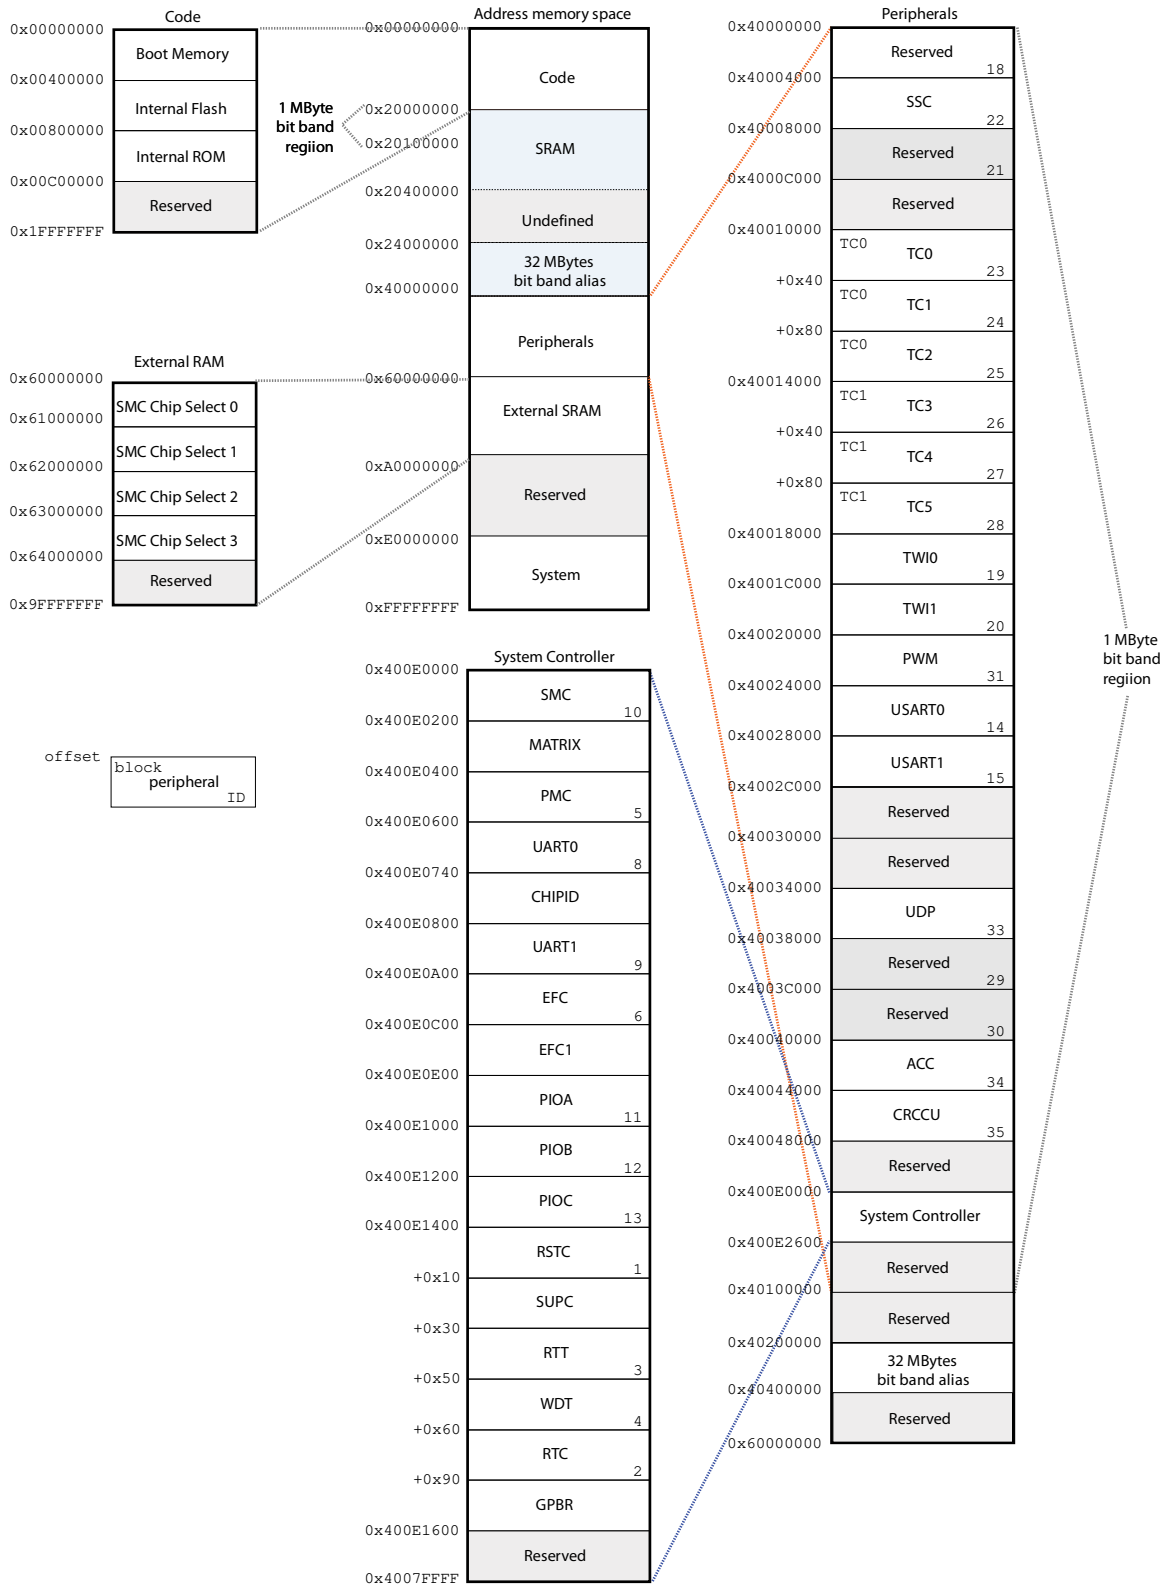 Code
0x00000000
Boot Memory
0x00400000
Internal Flash
0x00800000
Internal ROM
0x00C00000
Reserved
0x1FFFFFFF
1 MByte
bit band
regiion
External RAM
0x60000000
SMC Chip Select 0
0x61000000
SMC Chip Select 1
0x62000000
SMC Chip Select 2
0x63000000
SMC Chip Select 3
0x64000000
Reserved
0x9FFFFFFF
offset
block
peripheral
ID
Address memory space
0x00000000
Code
0x20000000
0x20100000
SRAM
0x20400000
Undefined
0x24000000
32 MBytes
bit band alias
0x40000000
Peripherals
0x60000000
External SRAM
0xA0000000
Reserved
0xE0000000
System
0xFFFFFFFF
System Controller
0x400E0000
SMC
10
0x400E0200
MATRIX
0x400E0400
PMC
5
0x400E0600
UART0
8
0x400E0740
CHIPID
0x400E0800
UART1
9
0x400E0A00
EFC
6
0x400E0C00
EFC1
0x400E0E00
PIOA
11
0x400E1000
PIOB
12
0x400E1200
PIOC
13
0x400E1400
RSTC
1
+0x10
SUPC
+0x30
RTT
3
+0x50
WDT
4
+0x60
RTC
2
+0x90
GPBR
0x400E1600
Reserved
0x4007FFFF
Peripherals
0x40000000
Reserved
18
0x40004000
SSC
22
0x40008000
Reserved
21
0x4000C000
Reserved
0x40010000
TC0
TC0
23
+0x40
TC0
TC1
24
+0x80
TC0
TC2
25
0x40014000
TC1
TC3
26
+0x40
TC1
TC4
27
+0x80
TC1
TC5
28
0x40018000
TWI0
19
0x4001C000
TWI1
20
0x40020000
PWM
31
0x40024000
USART0
14
0x40028000
USART1
15
0x4002C000
Reserved
0x40030000
Reserved
0x40034000
UDP
33
0x40038000
Reserved
29
0x4003C000
Reserved
30
0x40040000
ACC
34
0x40044000
CRCCU
35
0x40048000
Reserved
0x400E0000
System Controller
0x400E2600
Reserved
0x40100000
Reserved
0x40200000
32 MBytes
bit band alias
0x40400000
Reserved
0x60000000
1 MByte
bit band
regiion